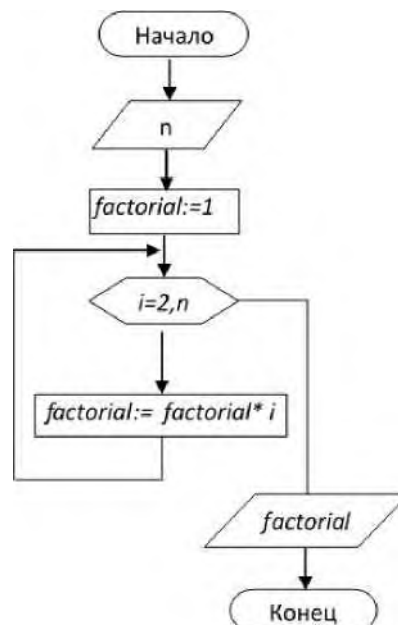 Начало
n
factorial:=1
i=2,n
factorial:= factorial* i
factorial
Конец